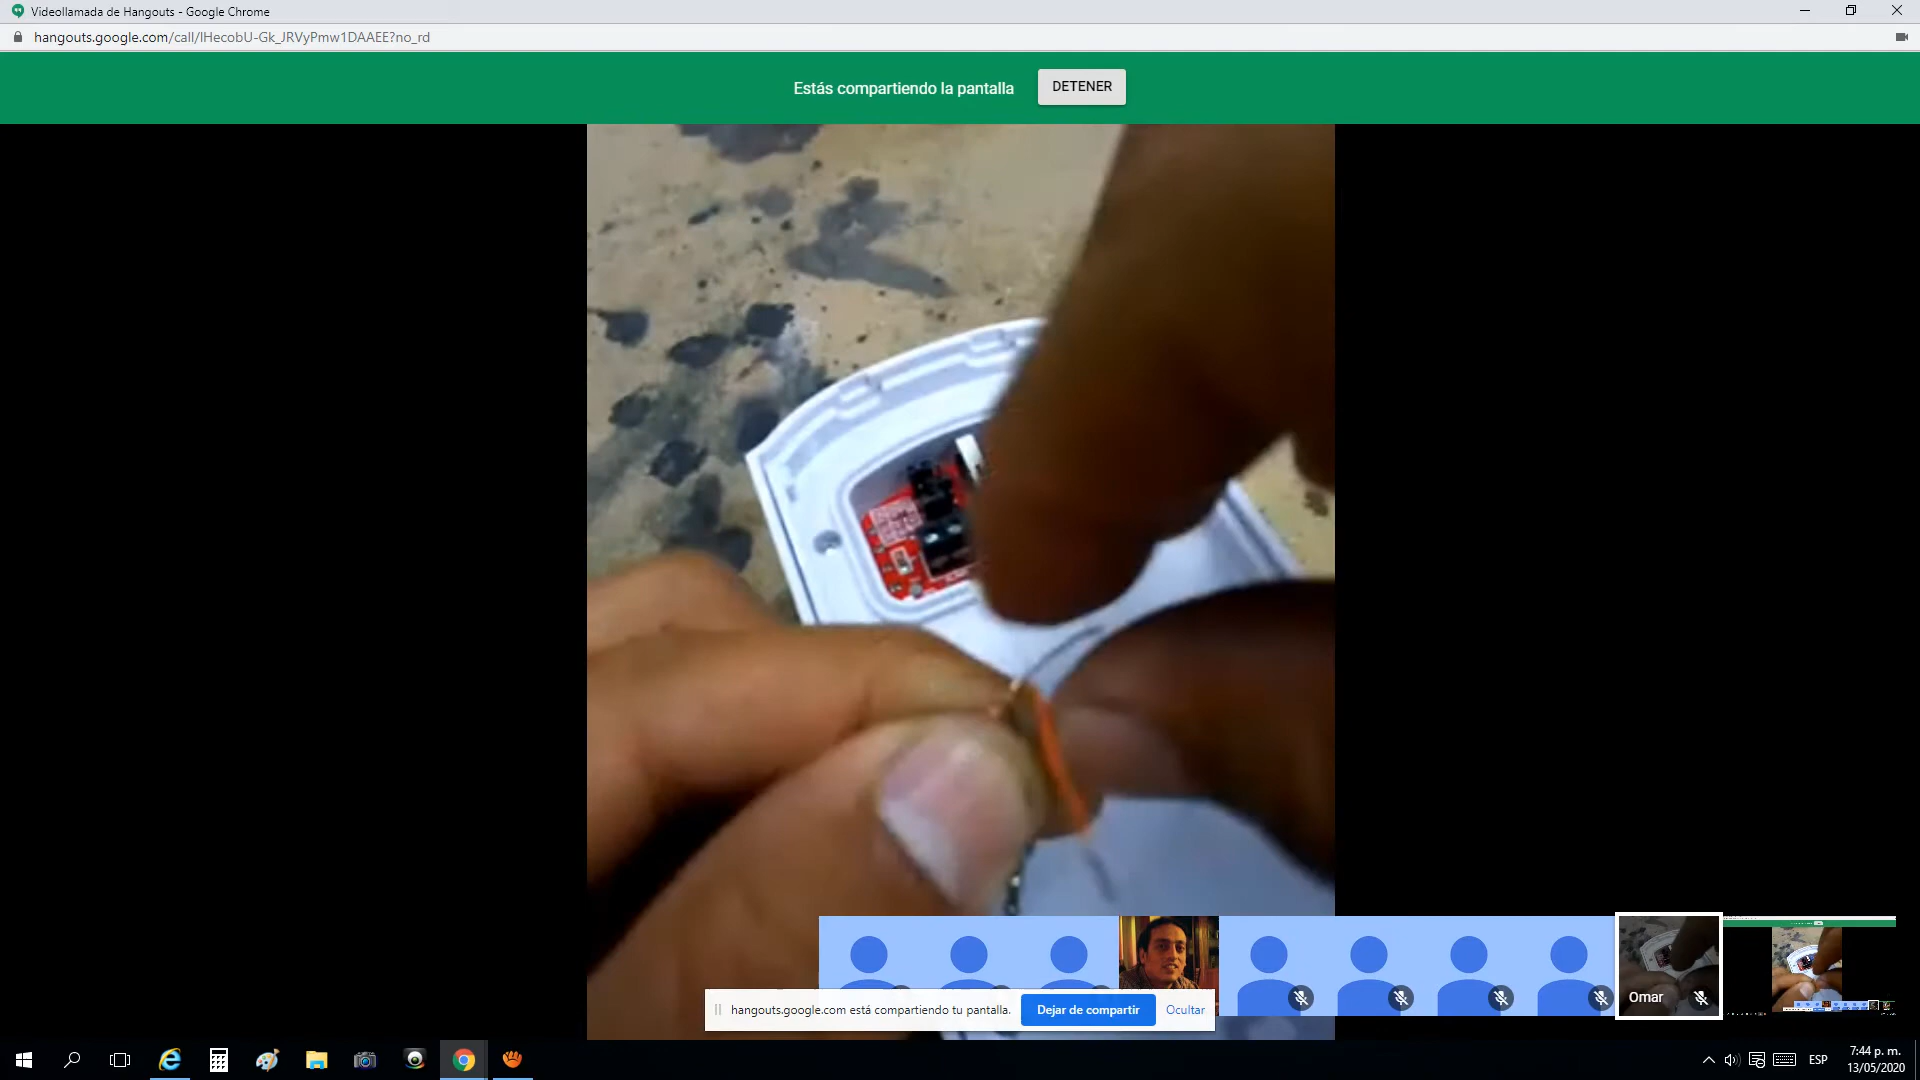 Videollamada de Hangouts - Google Chrome
hangouts.google.com/call/lHecobU-Gk_JRVyPmw1DAAEE?no_rd
Estás compartiendo la pantalla
DETENER
hangouts.google.com está compartiendo tu pantalla.
Dejar de compartir
Ocultar
Omar
ESP
7:44 p. m.
13/05/2020